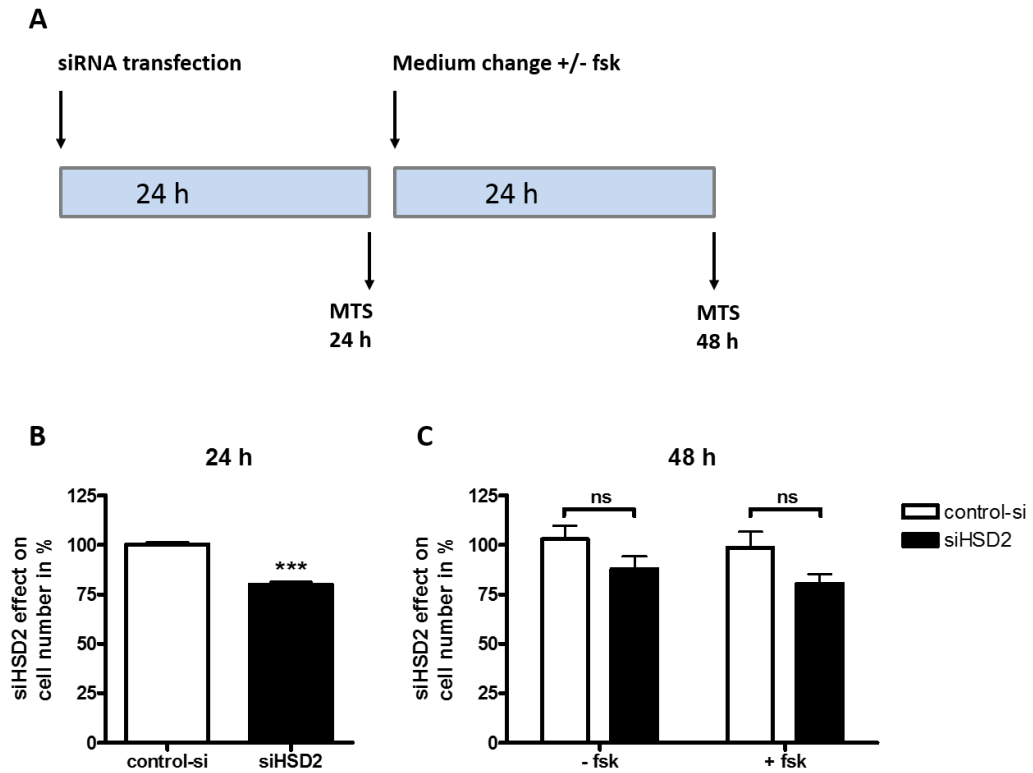 A
siRNA transfection
Medium change +/- fsk
24 h
24 h
MTS
24 h
MTS
48 h
B
24 h
siHSD2 effect on
cell number in %
125
100
75
50
25
0
***
control-si
siHSD2
C
48 h
siHSD2 effect on
cell number in %
125
100
75
50
25
0
ns
ns
- fsk
+ fsk
control-si
siHSD2